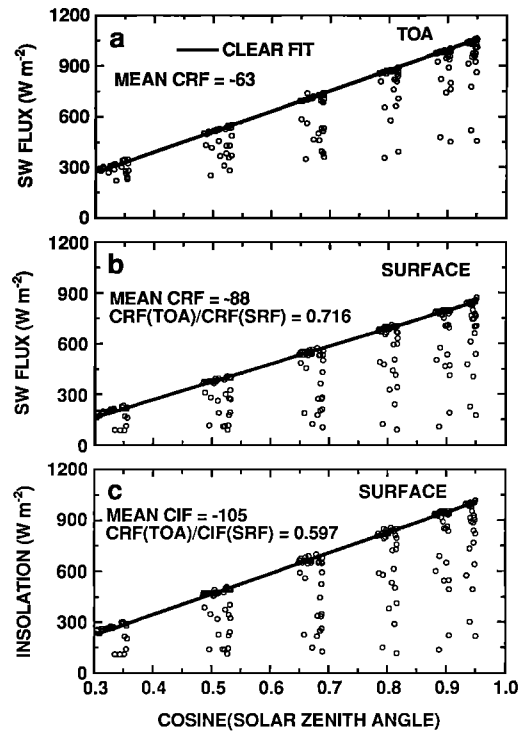 a
CLEAR FIT
TOA
MEAN CRF = -63
1200
900
600
300
0
SW FLUX (W m-2)
b
SURFACE
MEAN CRF = -88
CRF(TOA)/CRF(SRF) = 0.716
1200
900
600
300
0
SW FLUX (W m-2)
c
SURFACE
MEAN CIF = -105
CRF(TOA)/CIF(SRF) = 0.597
1200
900
600
300
0
INSOLATION (W m-2)
0.3 0.4 0.5 0.6 0.7 0.8 0.9 1.0
COSINE(SOLAR ZENITH ANGLE)